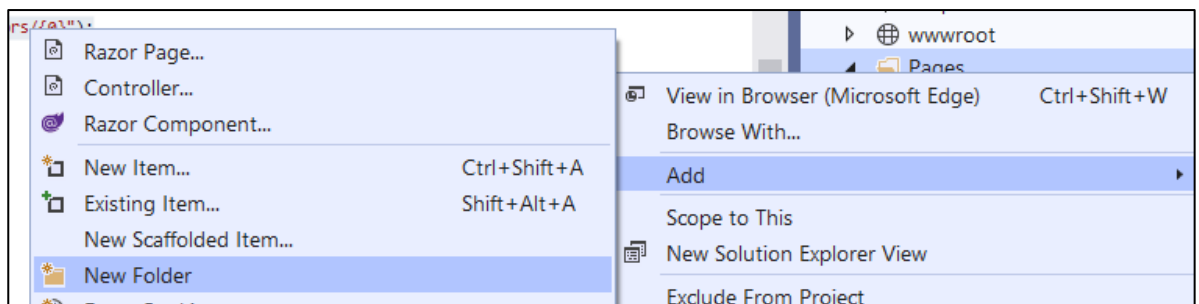 rs/{0}");
wwwroot
Pages
Razor Page...
Controller...
Razor Component...
New Item... Ctrl+Shift+A
Existing Item... Shift+Alt+A
New Scaffolded Item...
New Folder
View in Browser (Microsoft Edge) Ctrl+Shift+W
Browse With...
Add
Scope to This
New Solution Explorer View
Exclude From Project